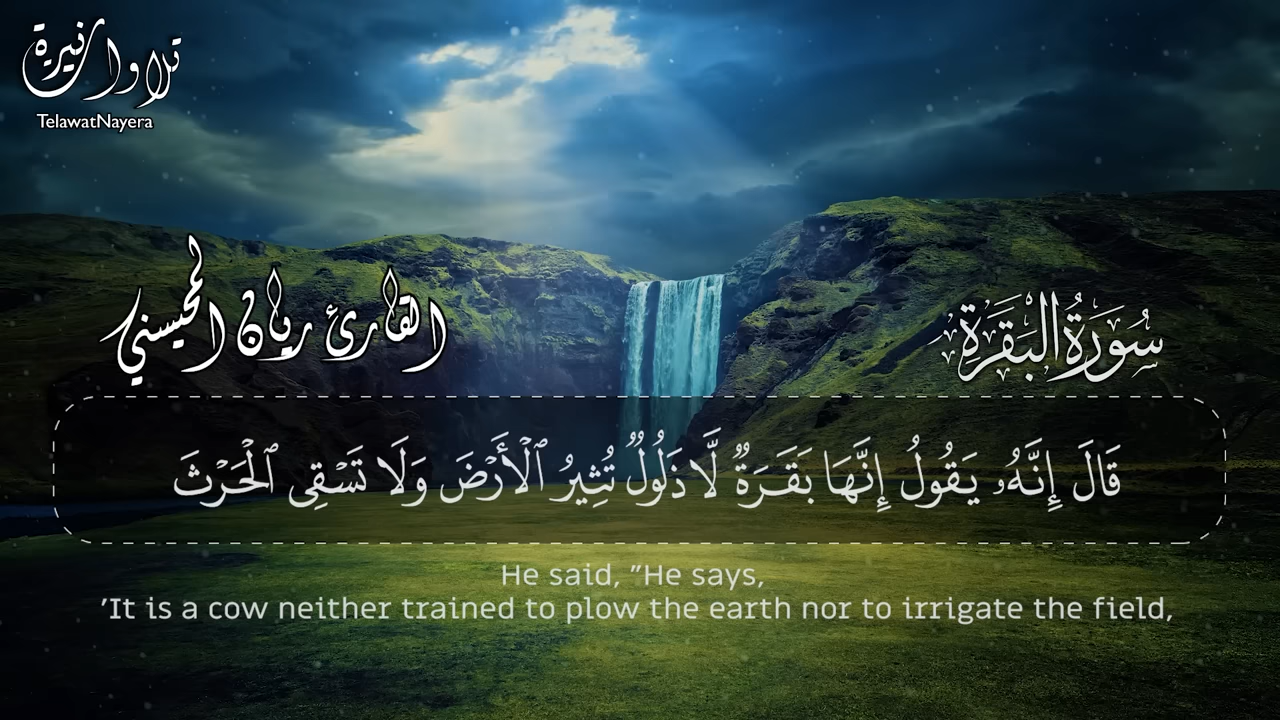 تلاوات نيرة
TelawatNayera
القارئ ريان المحيسني
سُورَةُ البَقَرَةِ
قَالَ إِنَّهُۥ يَقُولُ إِنَّهَا بَقَرَةٌ لَّا ذَلُولٌ تُثِيرُ ٱلْأَرْضَ وَلَا تَسْقِى ٱلْحَرْثَ
He said, "He says,
'It is a cow neither trained to plow the earth nor to irrigate the field,